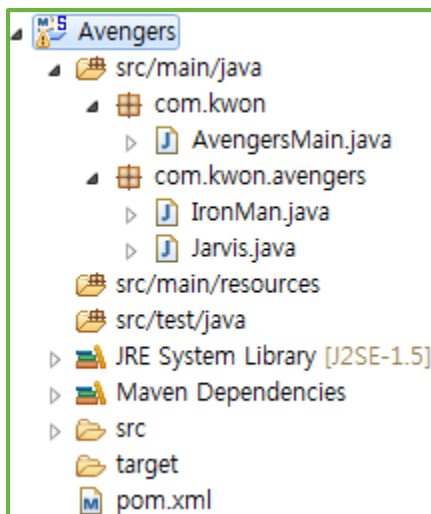 Avengers
src/main/java
com.kwon
AvengersMain.java
com.kwon.avengers
IronMan.java
Jarvis.java
src/main/resources
src/test/java
JRE System Library [J2SE-1.5]
Maven Dependencies
src
target
pom.xml